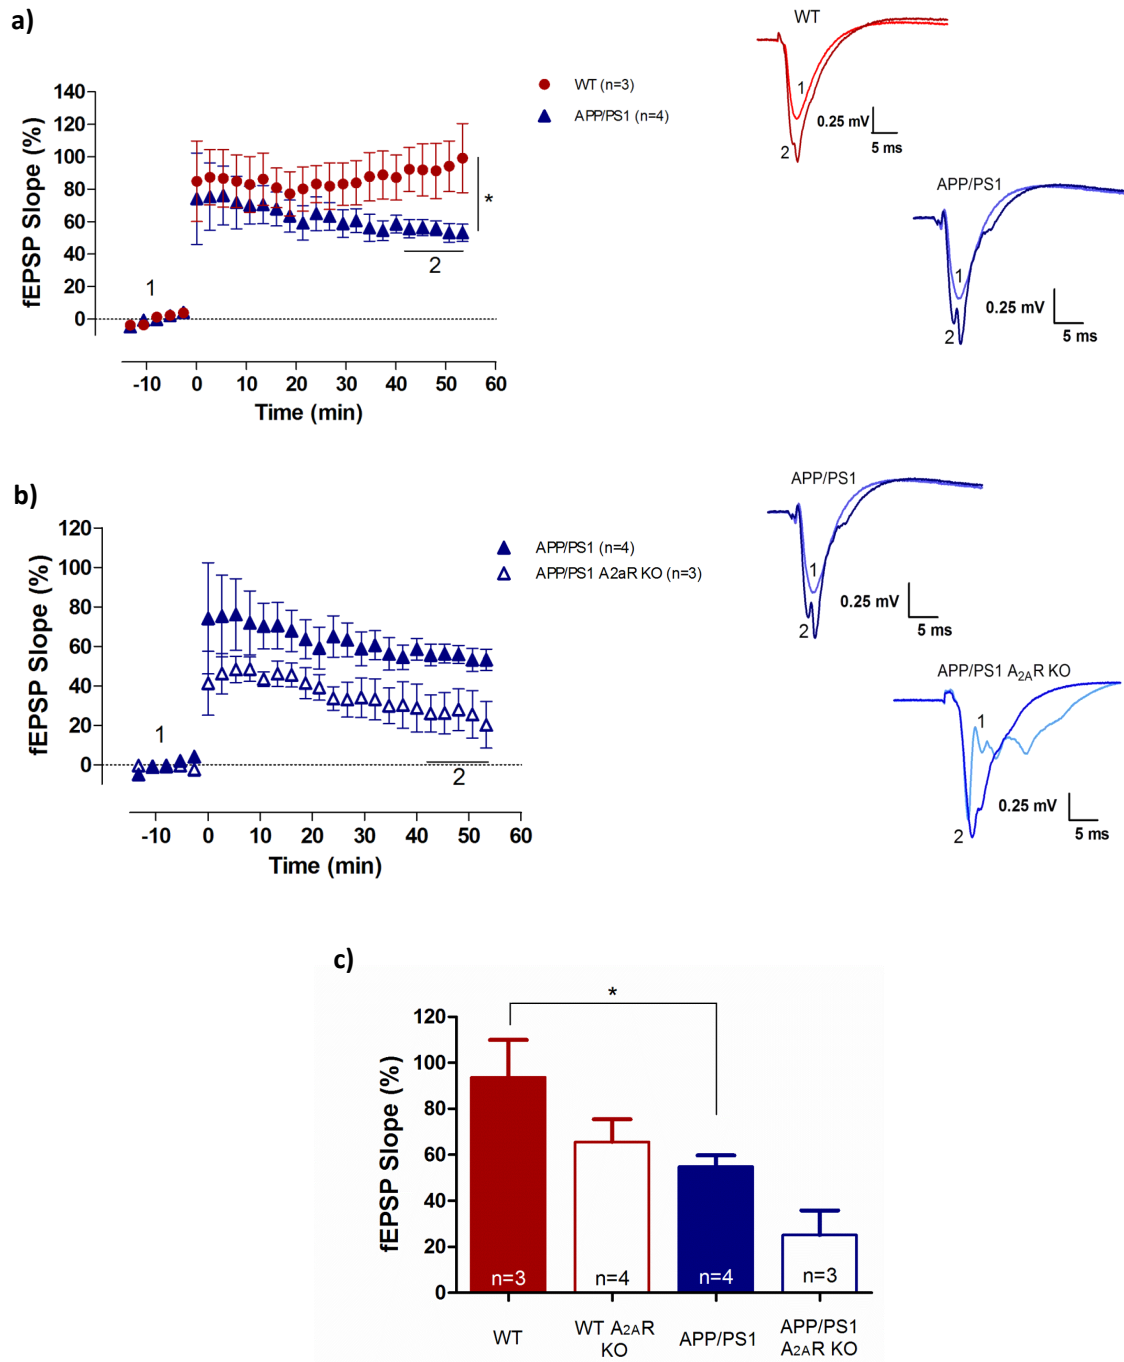 a)
WT
WT (n=3)
APP/PS1 (n=4)
140
120
100
80
60
40
20
0
fEPSP Slope (%)
1
2
*
-10 0 10 20 30 40 50 60
Time (min)
1
2
0.25 mV
5 ms
APP/PS1
1
2
0.25 mV
5 ms
b)
APP/PS1 (n=4)
APP/PS1 A2aR KO (n=3)
120
100
80
60
40
20
0
fEPSP Slope (%)
1
2
-10 0 10 20 30 40 50 60
Time (min)
APP/PS1
1
2
0.25 mV
5 ms
APP/PS1 A2AR KO
1
2
0.25 mV
5 ms
c)
*
120
100
80
60
40
20
0
fEPSP Slope (%)
n=3 n=4 n=4 n=3
WT
WT A2AR
KO
APP/PS1
APP/PS1
A2AR KO